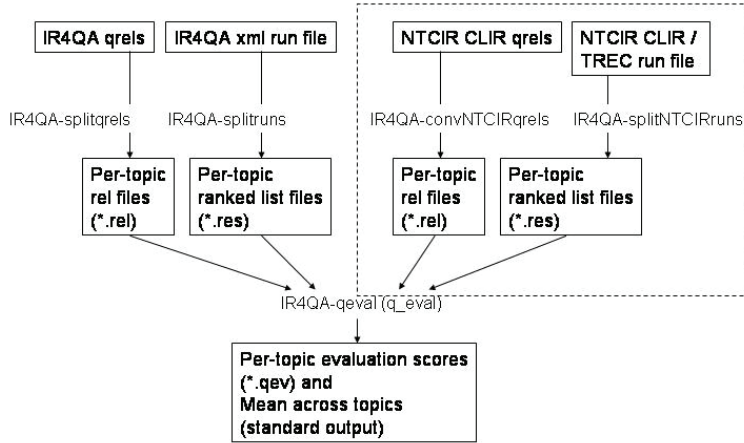 IR4QA qrels
IR4QA xml run file
NTCIR CLIR qrels
NTCIR CLIR /
TREC run file
IR4QA-splitqrels
IR4QA-splitruns
IR4QA-convNTCIRqrels
IR4QA-splitNTCIRruns
Per-topic
rel files
(*.rel)
Per-topic
ranked list files
(*.res)
Per-topic
rel files
(*.rel)
Per-topic
ranked list files
(*.res)
IR4QA-qeval (q_eval)
Per-topic evaluation scores
(*.qev) and
Mean across topics
(standard output)